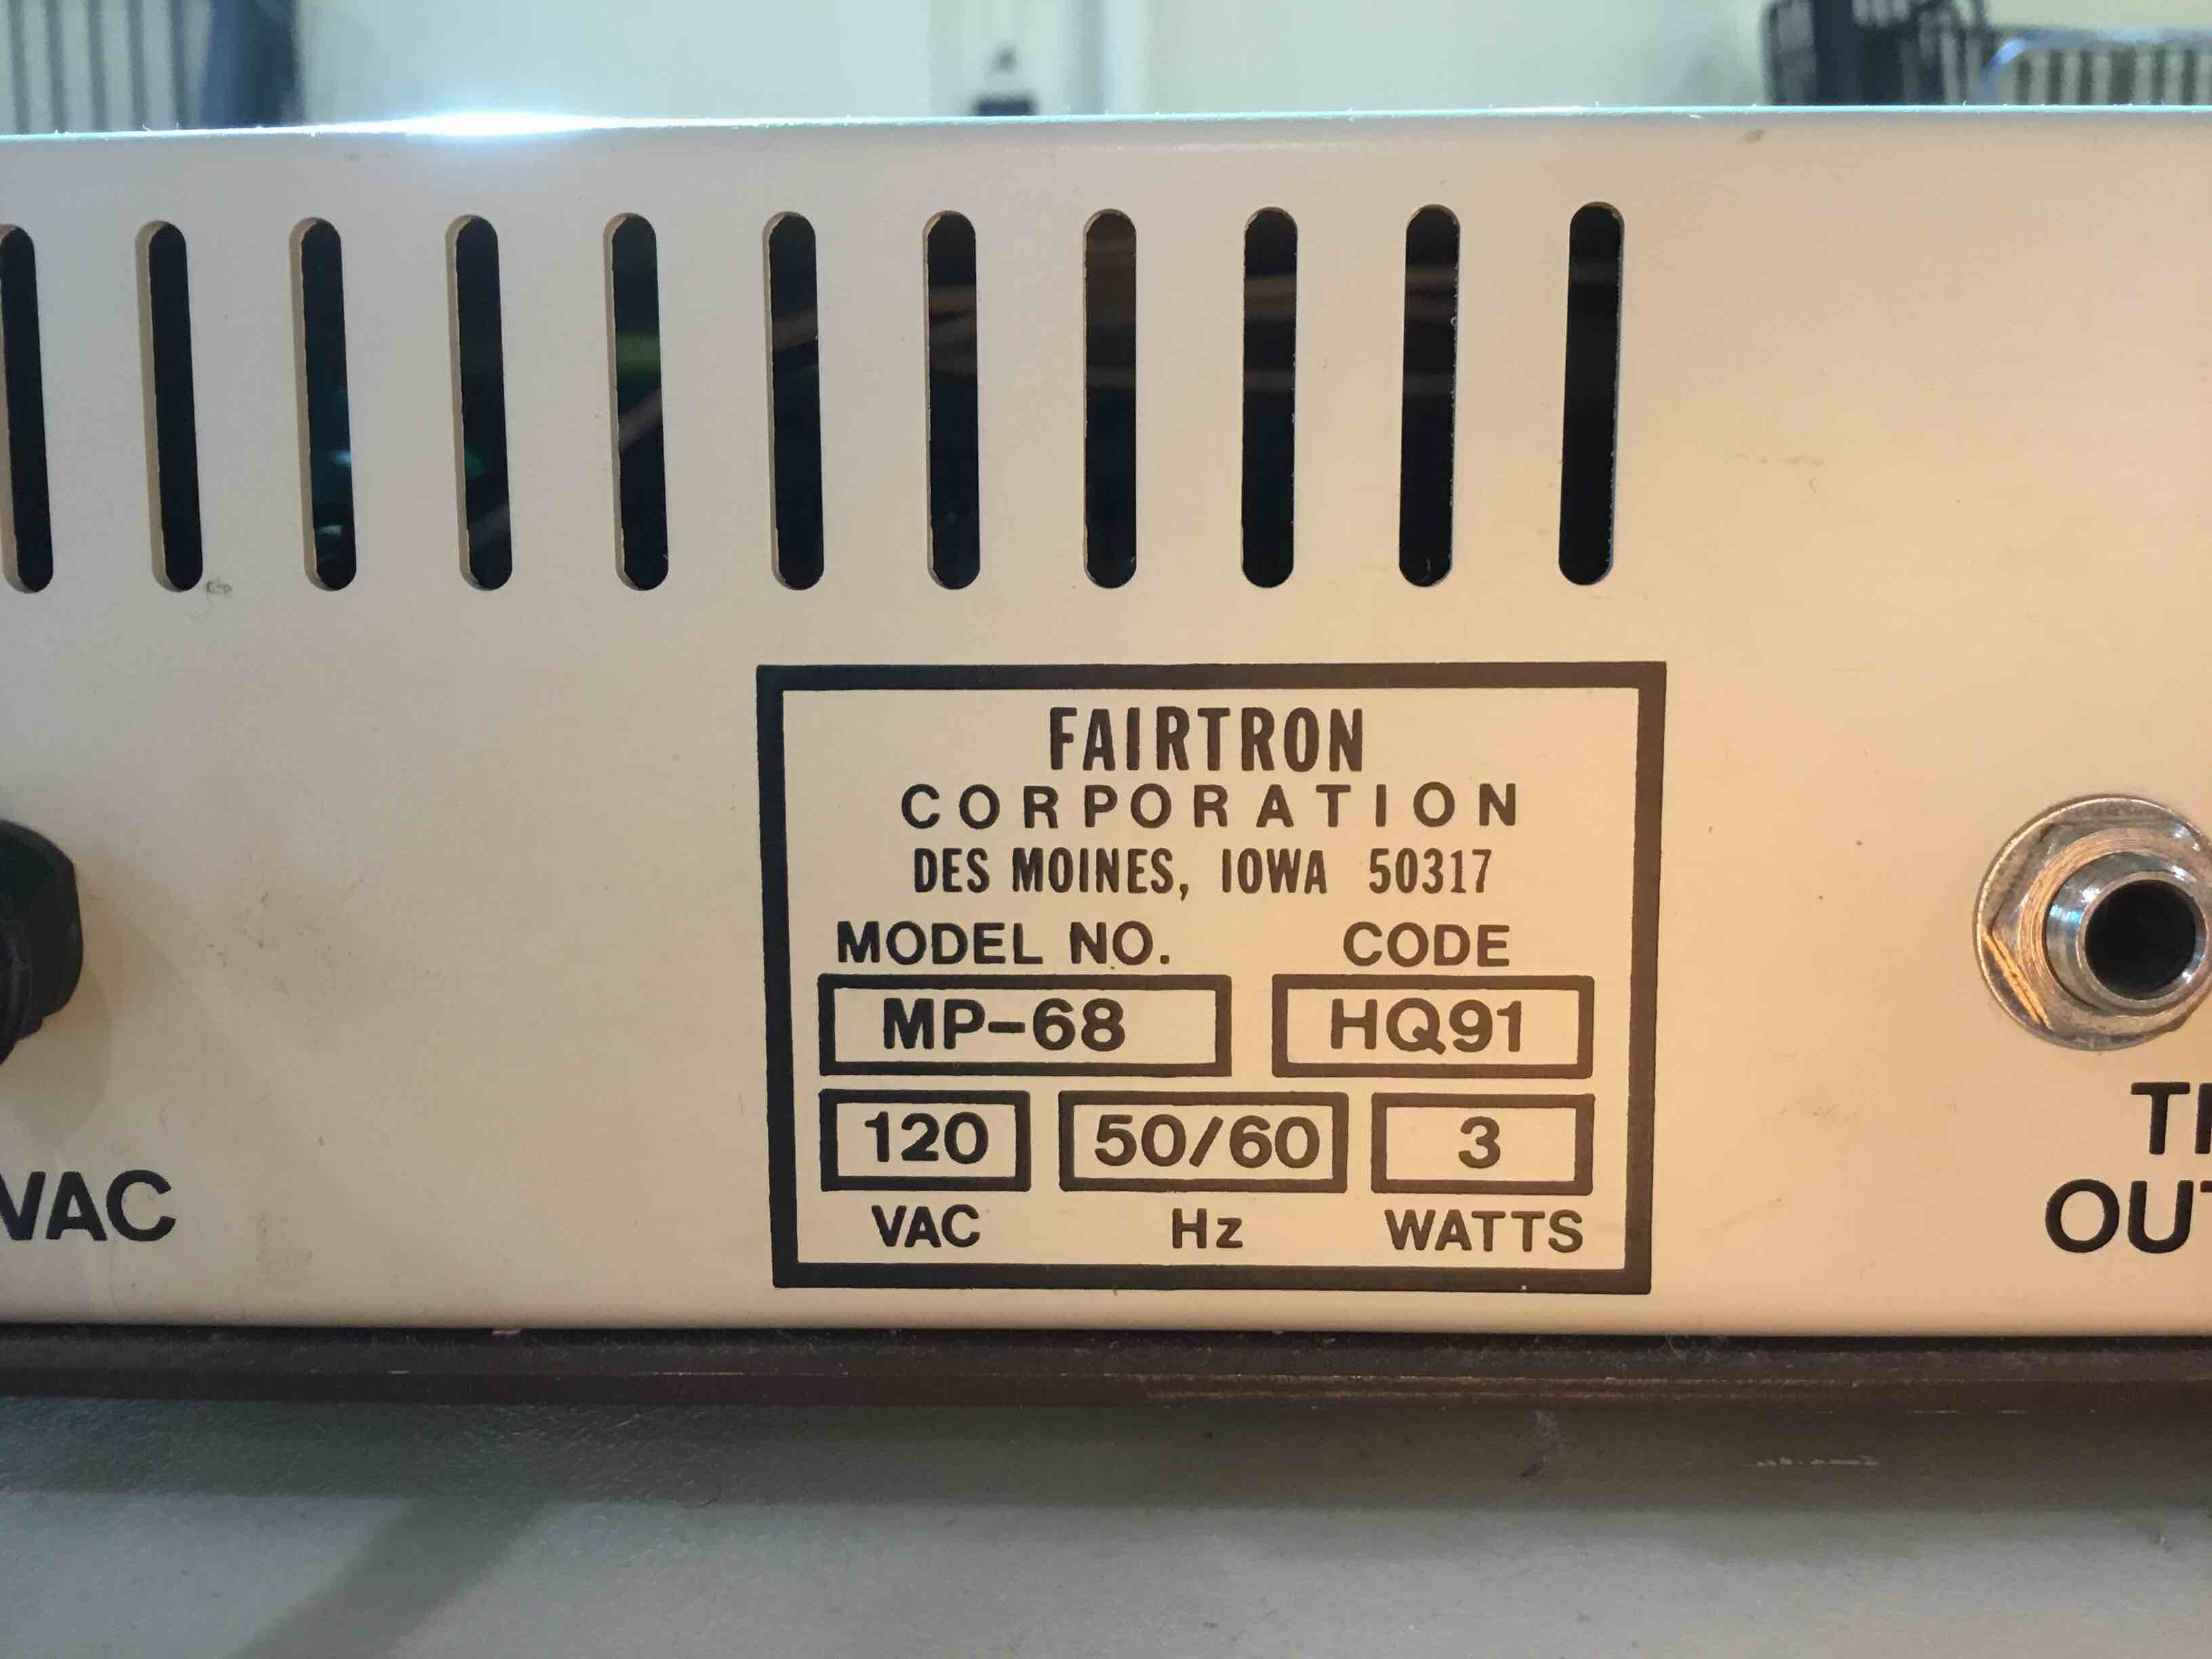 FAIRTRON
CORPORATION
DES MOINES, IOWA 50317
MODEL NO. CODE
MP-68 HQ91
120 50/60 3
VAC Hz WATTS
VAC